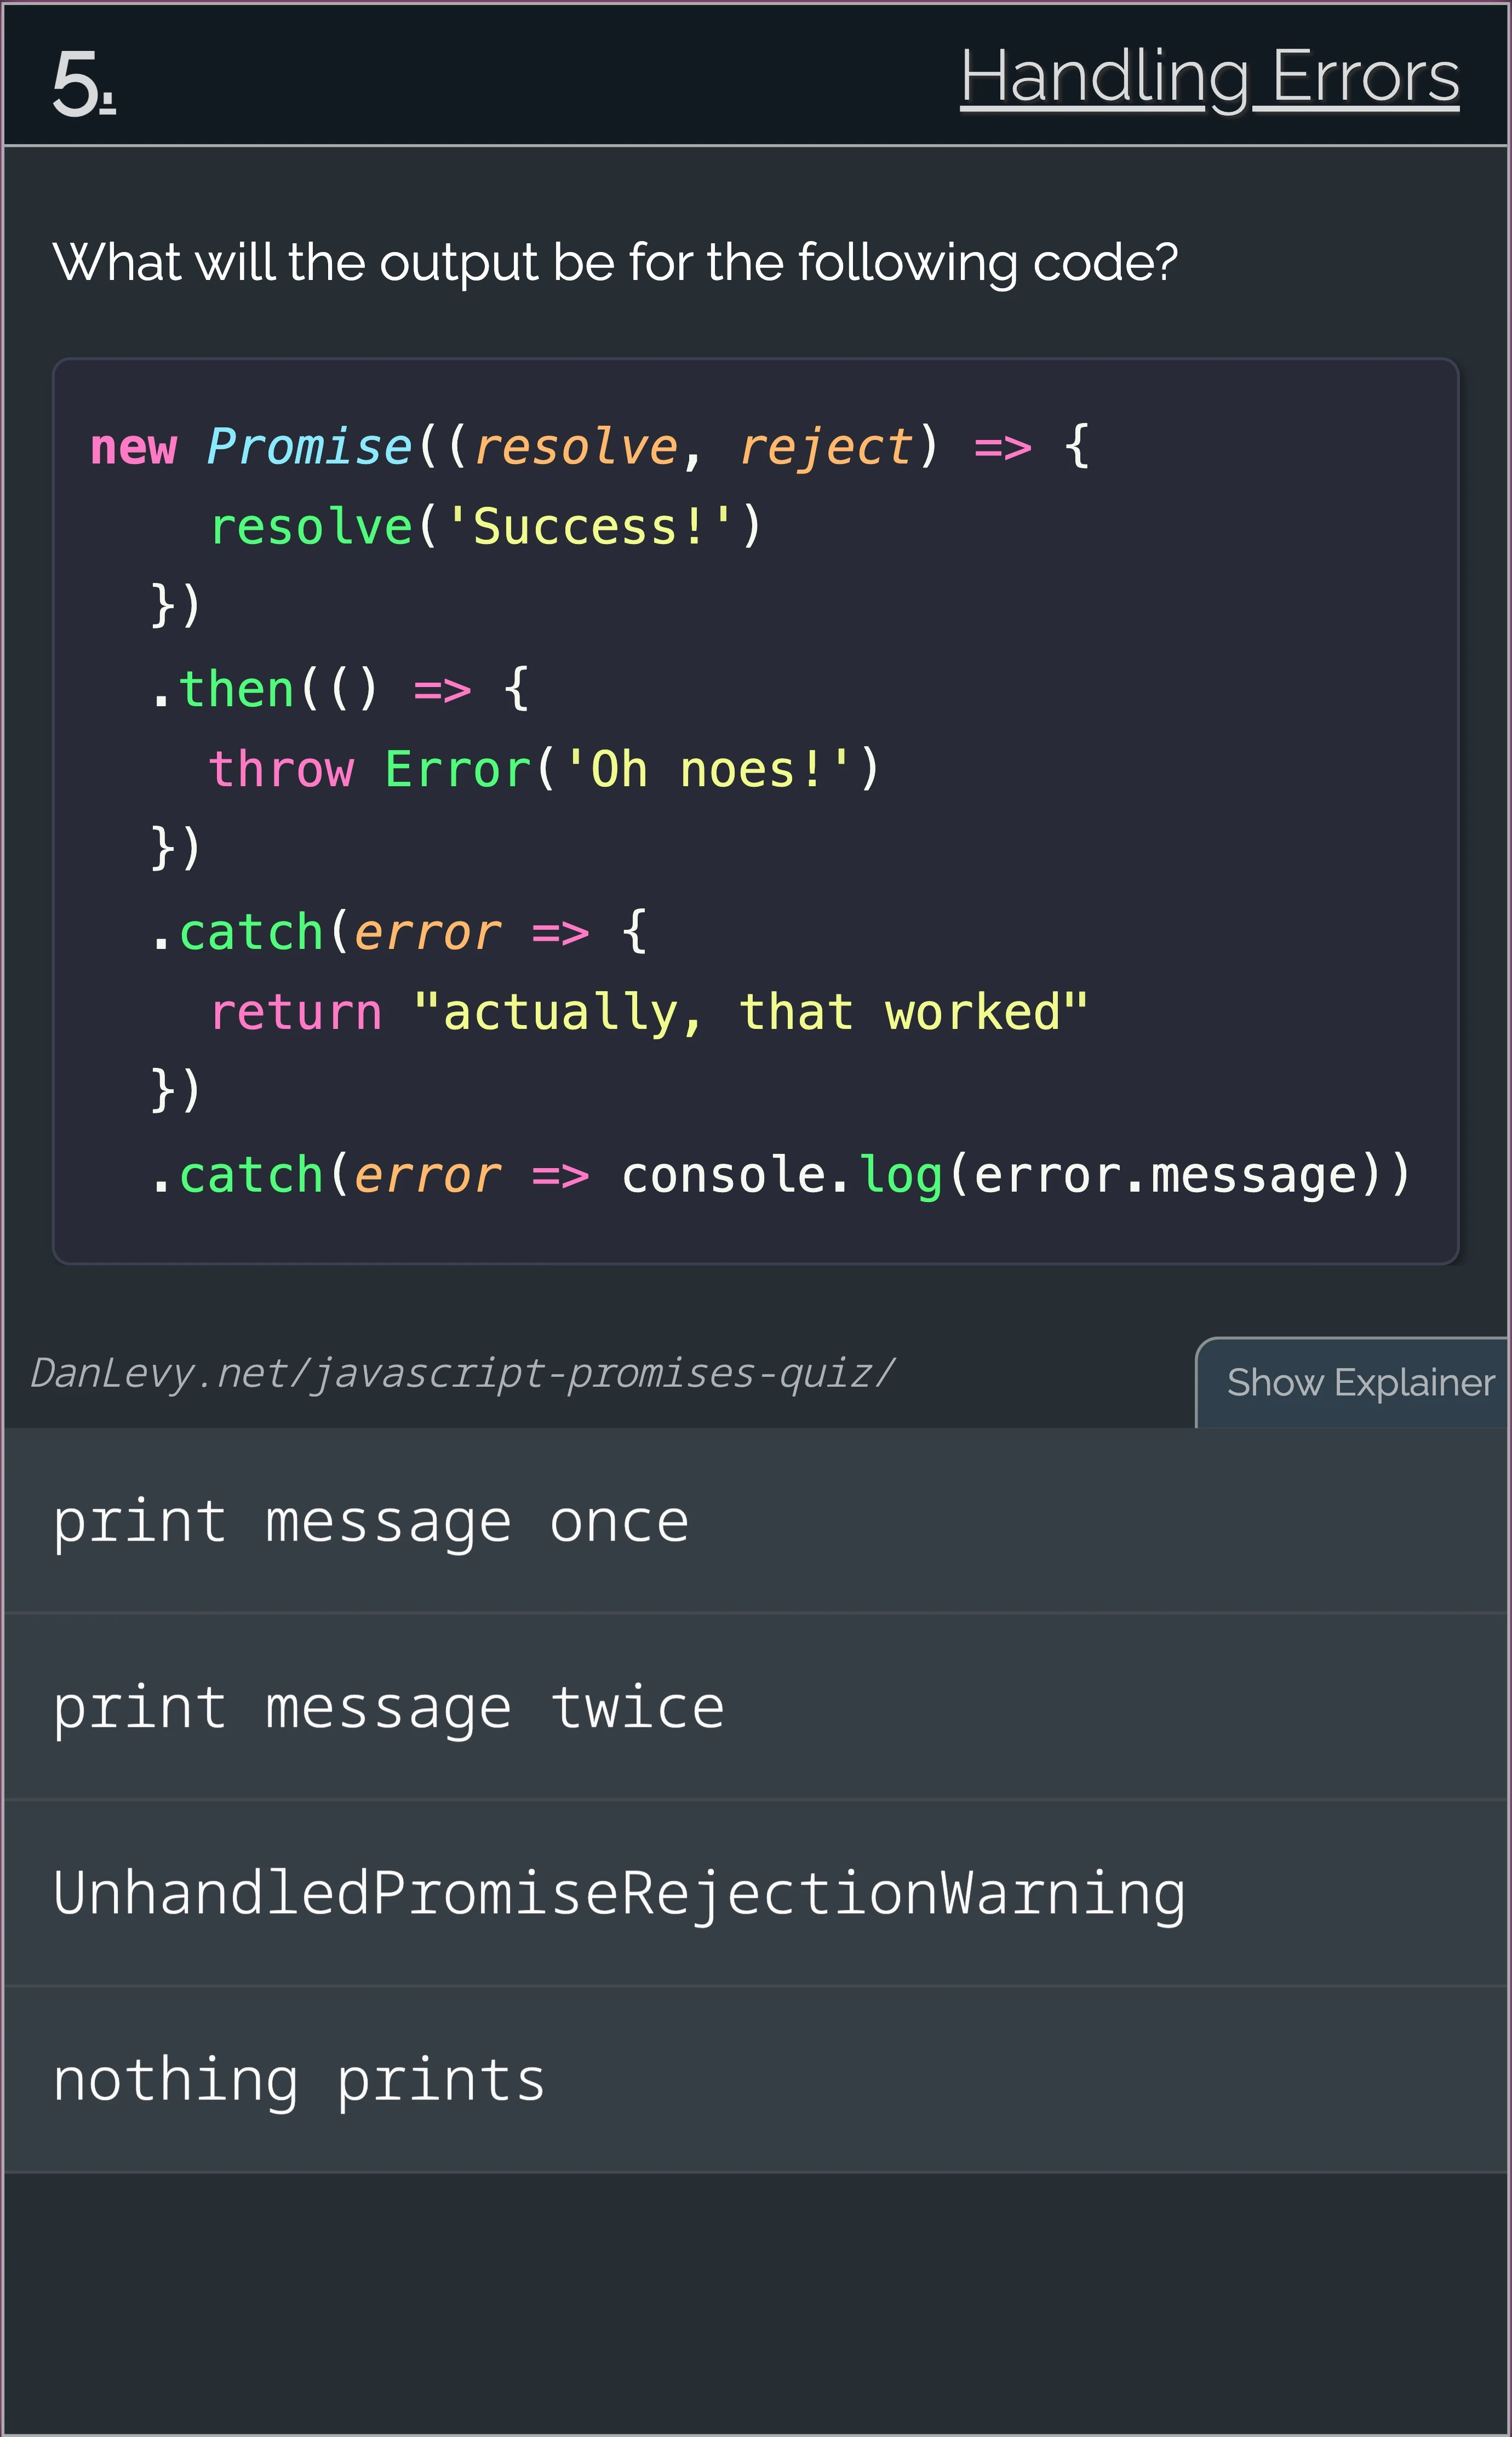 5.
Handling Errors
What will the output be for the following code?
new Promise((resolve, reject) => {
    resolve('Success!')
  })
  .then(() => {
    throw Error('Oh noes!')
  })
  .catch(error => {
    return "actually, that worked"
  })
  .catch(error => console.log(error.message))
DanLevy.net/javascript-promises-quiz/
Show Explainer
print message once
print message twice
UnhandledPromiseRejectionWarning
nothing prints